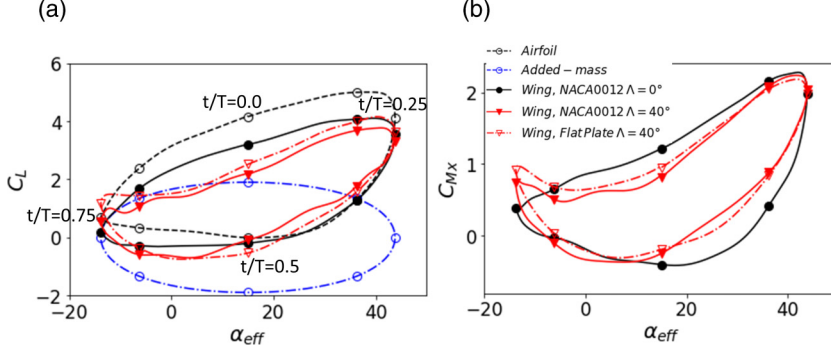 (a)
(b)
6
4
2
0
−2
−20
0
20
40
C_L
α_eff
t/T=0.0
t/T=0.25
t/T=0.75
t/T=0.5
Airfoil
Added − mass
Wing, NACA0012 Λ = 0°
Wing, NACA0012 Λ = 40°
Wing, FlatPlate Λ = 40°
2
1
0
−20
0
20
40
C_Mx
α_eff